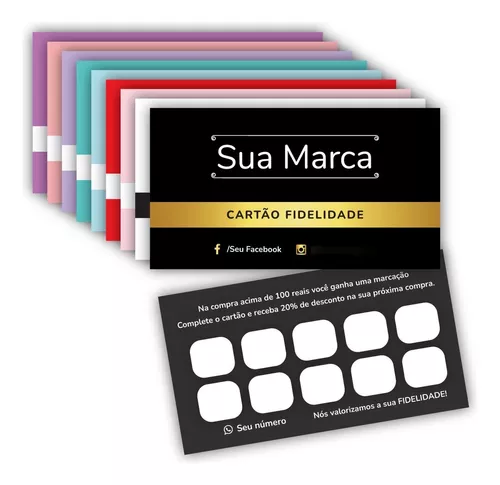 Sua Marca
CARTÃO FIDELIDADE
/Seu Facebook
Na compra acima de 100 reais você ganha uma marcação
Complete o cartão e receba 20% de desconto na sua próxima compra.
Seu número
Nós valorizamos a sua FIDELIDADE!